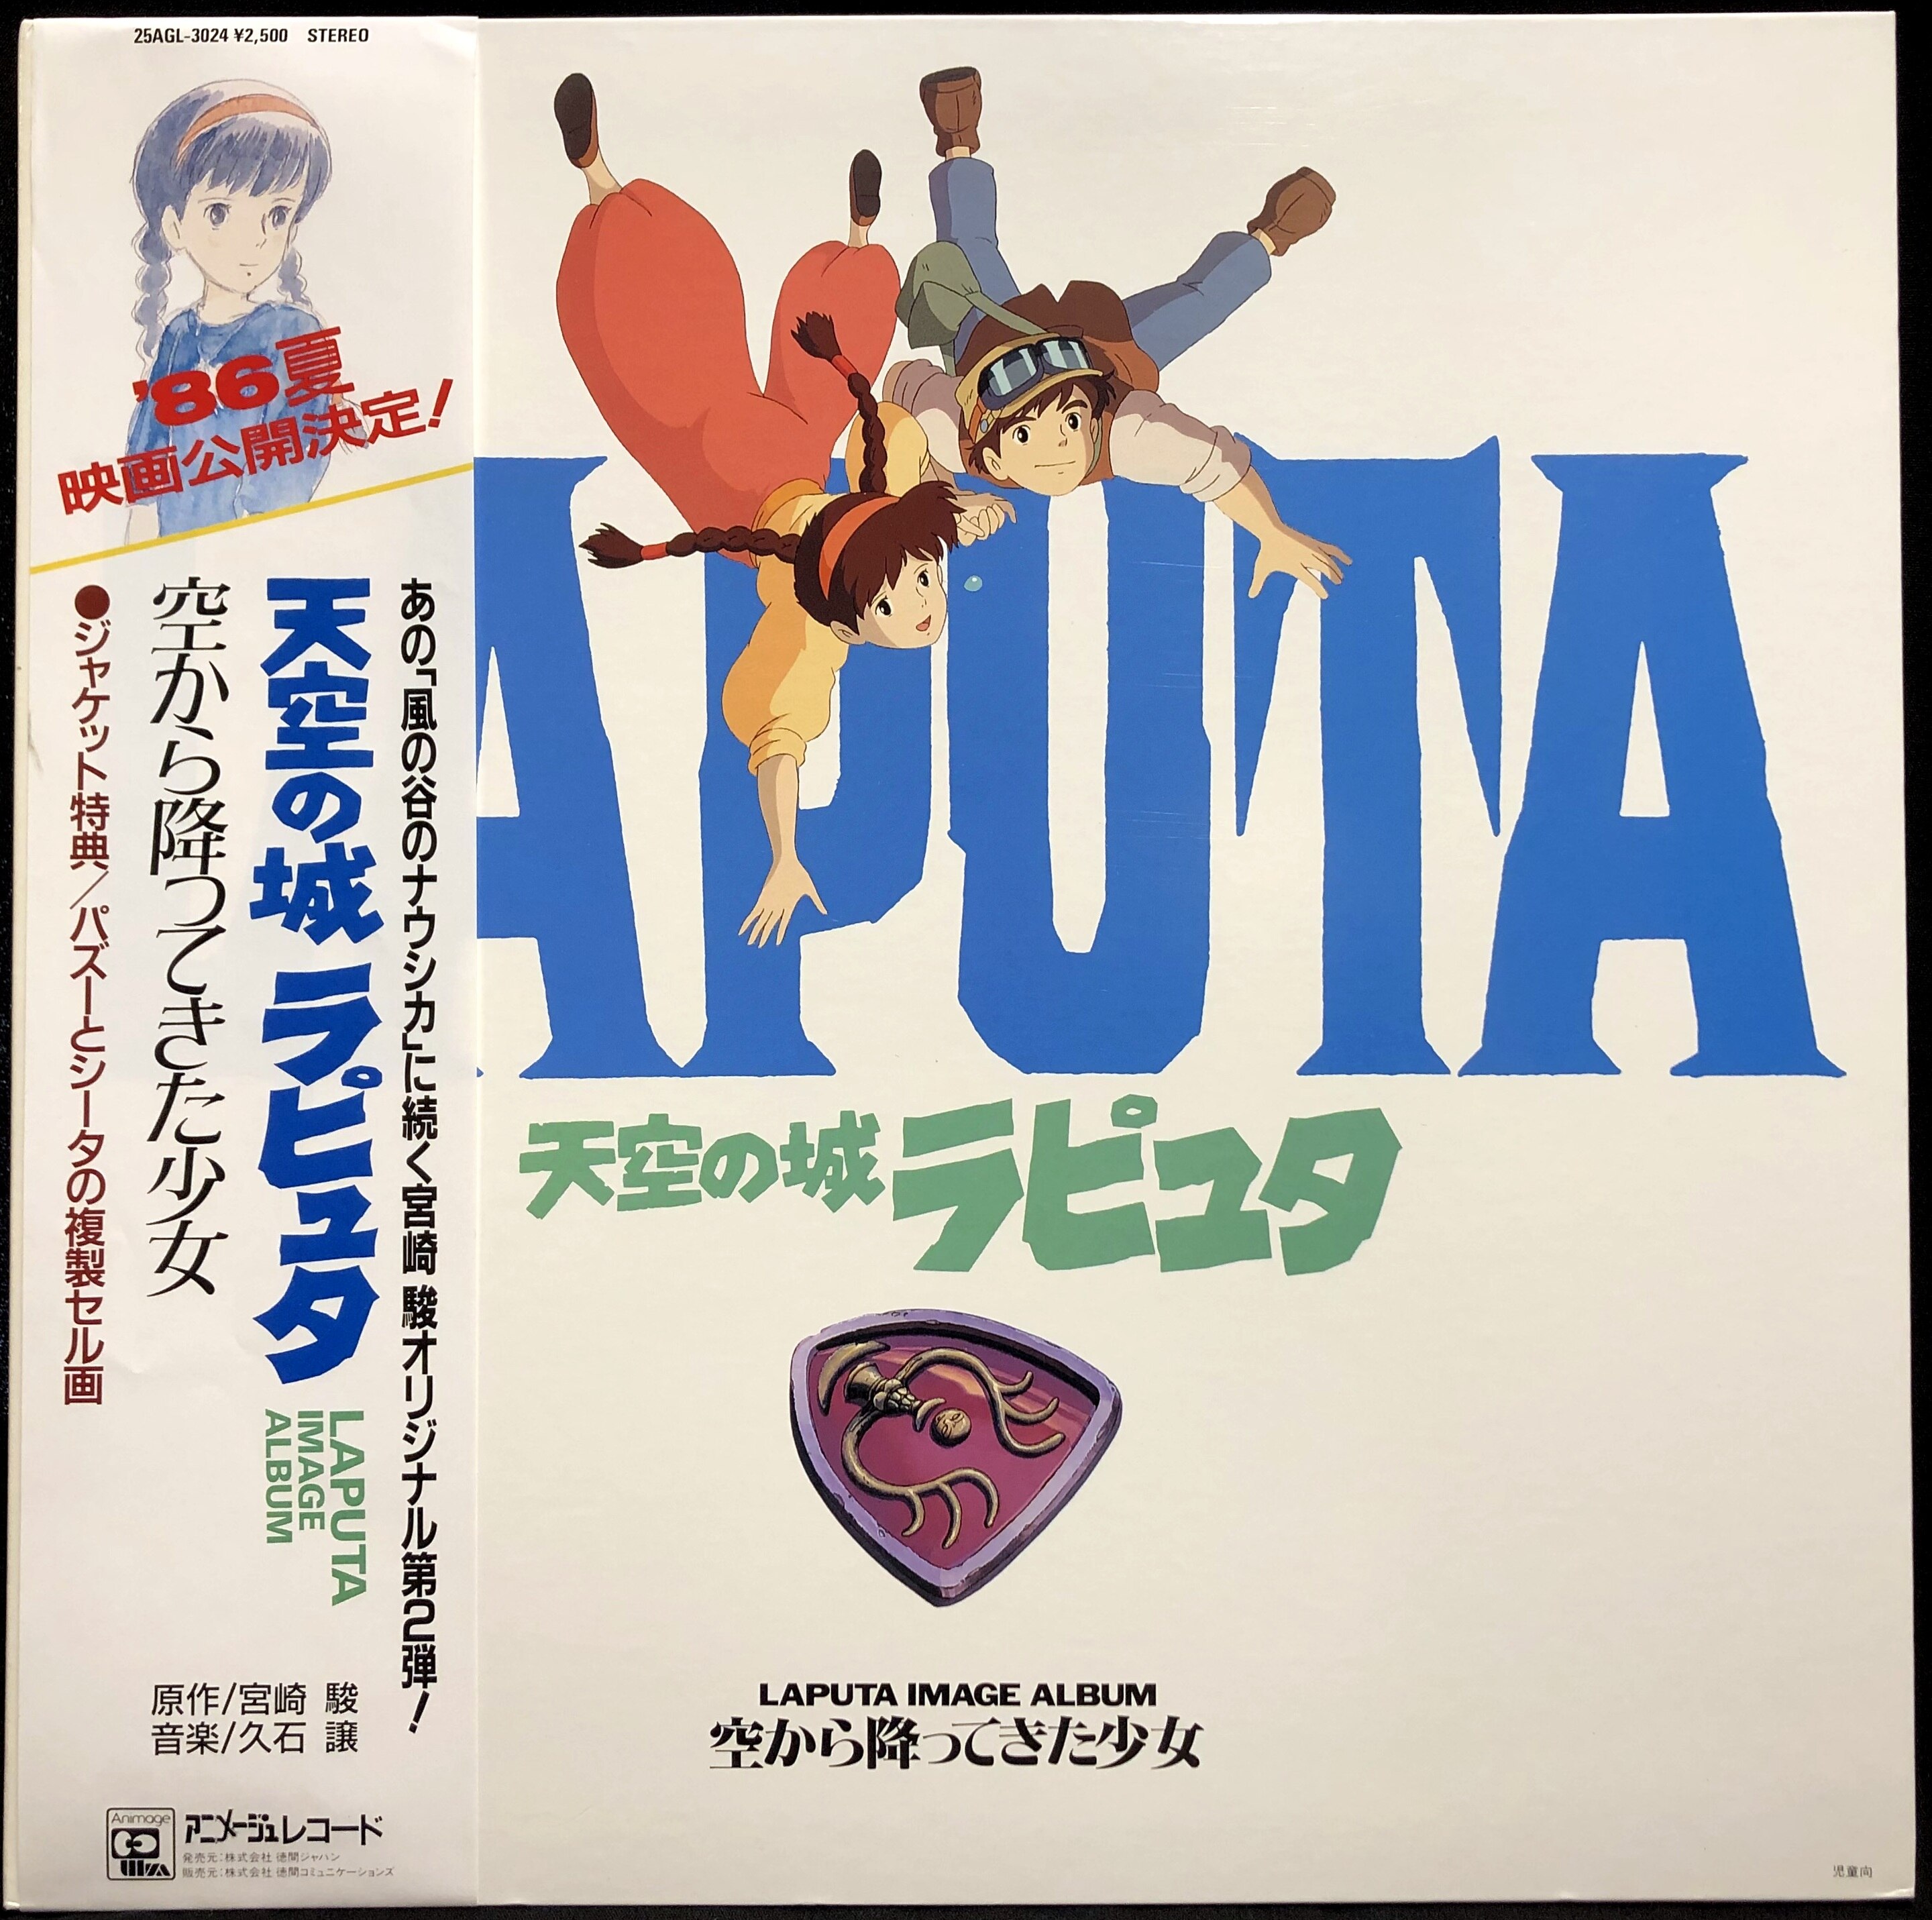 25AGL-3024 ¥2,500 STEREO
'86夏
映画公開決定!
あの「風の谷のナウシカ」に続く宮崎 駿オリジナル第2弾!
天空の城 ラピュタ
LAPUTA
IMAGE
ALBUM
空から降ってきた少女
●ジャケット特典/パズーとシータの複製セル画
原作/宮崎 駿
音楽/久石 譲
Animage
アニメージュレコード
発売元:株式会社 徳間ジャパン
販売元:株式会社 徳間コミュニケーションズ
APUTA
天空の城ラピュタ
LAPUTA IMAGE ALBUM
空から降ってきた少女
児童向